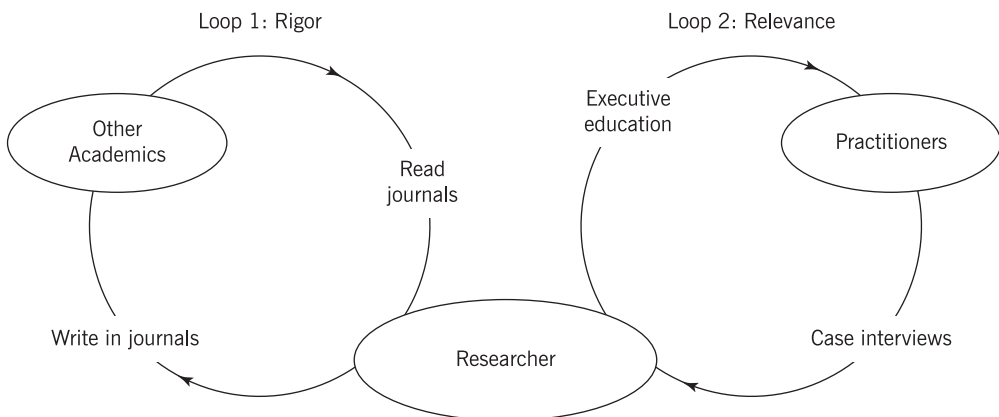 Loop 1: Rigor
Loop 2: Relevance
Other
Academics
Read
journals
Executive
education
Practitioners
Write in journals
Researcher
Case interviews